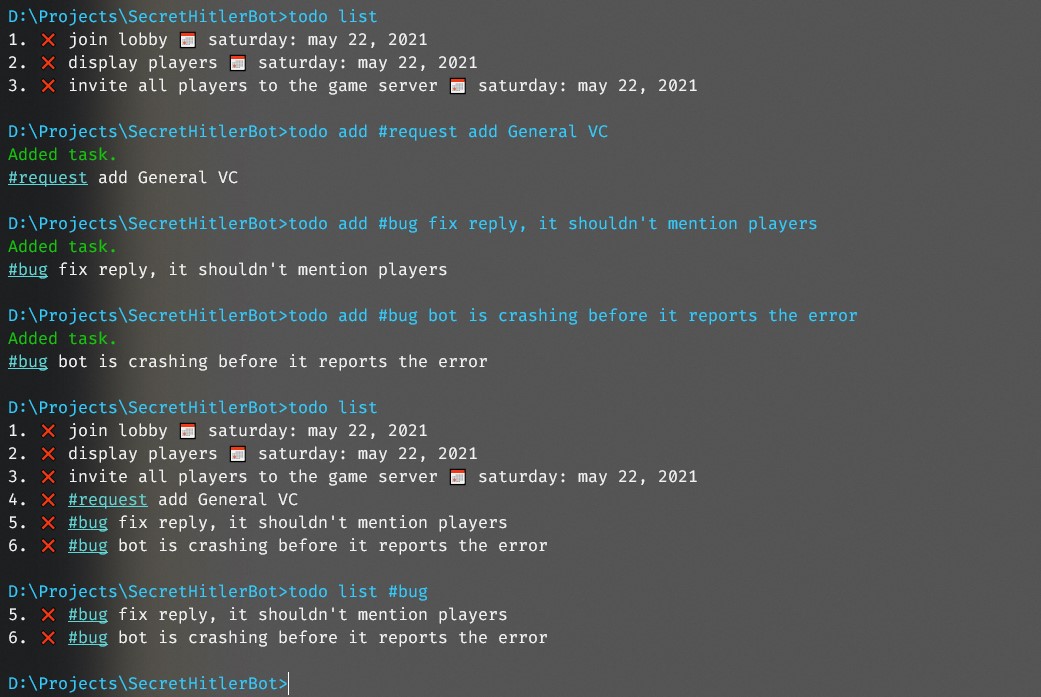 D:\Projects\SecretHitlerBot>todo list
1. ❌ join lobby 📅 saturday: may 22, 2021
2. ❌ display players 📅 saturday: may 22, 2021
3. ❌ invite all players to the game server 📅 saturday: may 22, 2021
D:\Projects\SecretHitlerBot>todo add #request add General VC
Added task.
#request add General VC
D:\Projects\SecretHitlerBot>todo add #bug fix reply, it shouldn't mention players
Added task.
#bug fix reply, it shouldn't mention players
D:\Projects\SecretHitlerBot>todo add #bug bot is crashing before it reports the error
Added task.
#bug bot is crashing before it reports the error
D:\Projects\SecretHitlerBot>todo list
1. ❌ join lobby 📅 saturday: may 22, 2021
2. ❌ display players 📅 saturday: may 22, 2021
3. ❌ invite all players to the game server 📅 saturday: may 22, 2021
4. ❌ #request add General VC
5. ❌ #bug fix reply, it shouldn't mention players
6. ❌ #bug bot is crashing before it reports the error
D:\Projects\SecretHitlerBot>todo list #bug
5. ❌ #bug fix reply, it shouldn't mention players
6. ❌ #bug bot is crashing before it reports the error
D:\Projects\SecretHitlerBot>